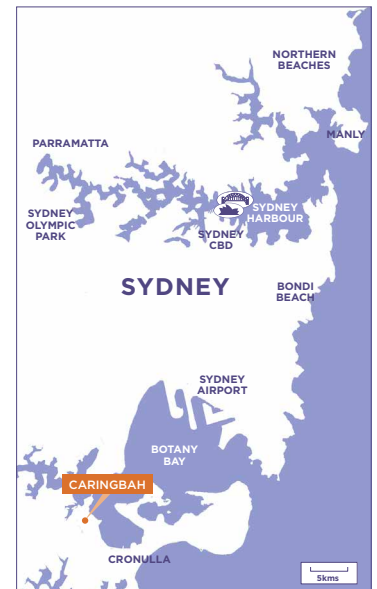 NORTHERN
BEACHES
MANLY
PARRAMATTA
SYDNEY
OLYMPIC
PARK
SYDNEY
HARBOUR
SYDNEY
CBD
SYDNEY
BONDI
BEACH
SYDNEY
AIRPORT
BOTANY
BAY
CARINGBAH
CRONULLA
5kms